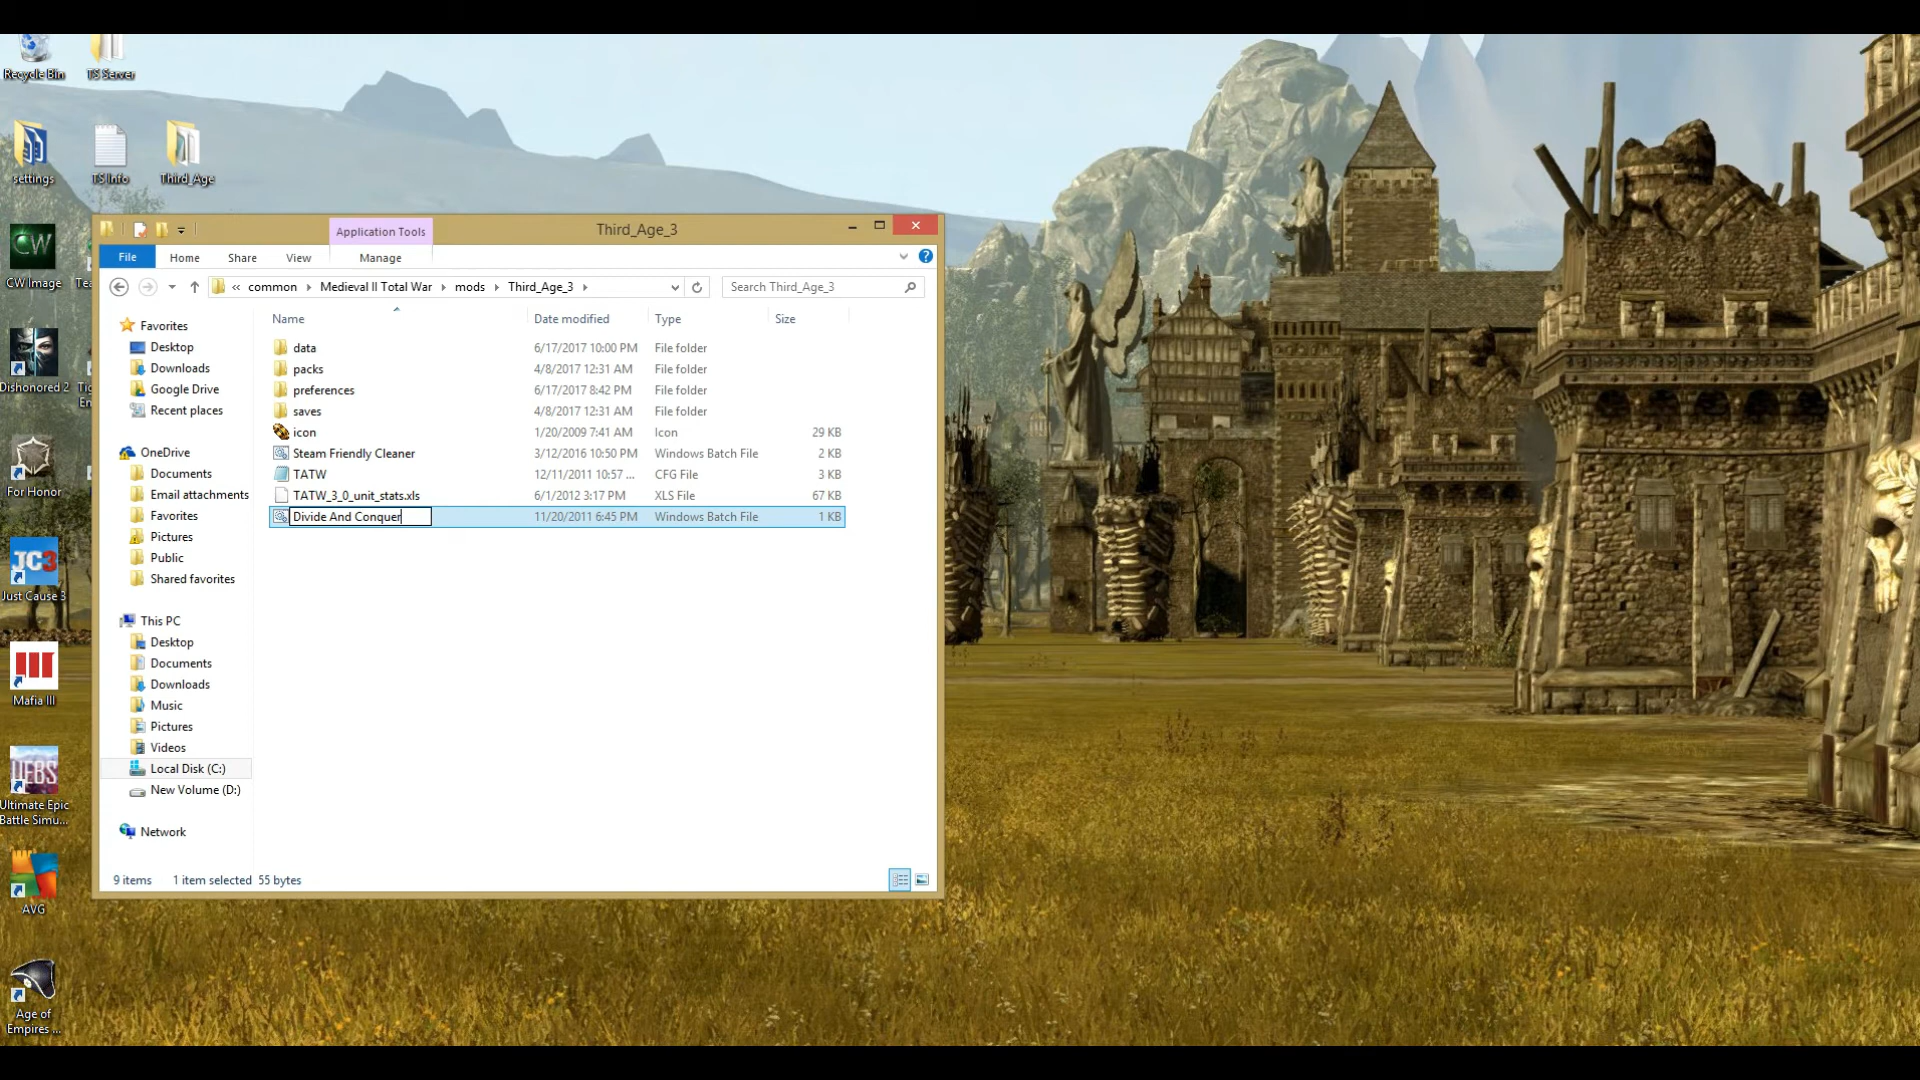 Recycle Bin
TS Server
settings
TS Info
Third_Age
CW Image
Dishonored 2
For Honor
JC3
Just Cause 3
Mafia III
UEBS
Ultimate Epic
Battle Simu...
AVG
Age of
Empires ...
Application Tools
Third_Age_3
File
Home
Share
View
Manage
« common
Medieval II Total War
mods
Third_Age_3
Search Third_Age_3
Favorites
Desktop
Downloads
Google Drive
Recent places
OneDrive
Documents
Email attachments
Favorites
Pictures
Public
Shared favorites
This PC
Desktop
Documents
Downloads
Music
Pictures
Videos
Local Disk (C:)
New Volume (D:)
Network
Name Date modified Type Size
data 6/17/2017 10:00 PM File folder
packs 4/8/2017 12:31 AM File folder
preferences 6/17/2017 8:42 PM File folder
saves 4/8/2017 12:31 AM File folder
icon 1/20/2009 7:41 AM Icon 29 KB
Steam Friendly Cleaner 3/12/2016 10:50 PM Windows Batch File 2 KB
TATW 12/11/2011 10:57 ... CFG File 3 KB
TATW_3_0_unit_stats.xls 6/1/2012 3:17 PM XLS File 67 KB
Divide And Conquer 11/20/2011 6:45 PM Windows Batch File 1 KB
9 items 1 item selected 55 bytes